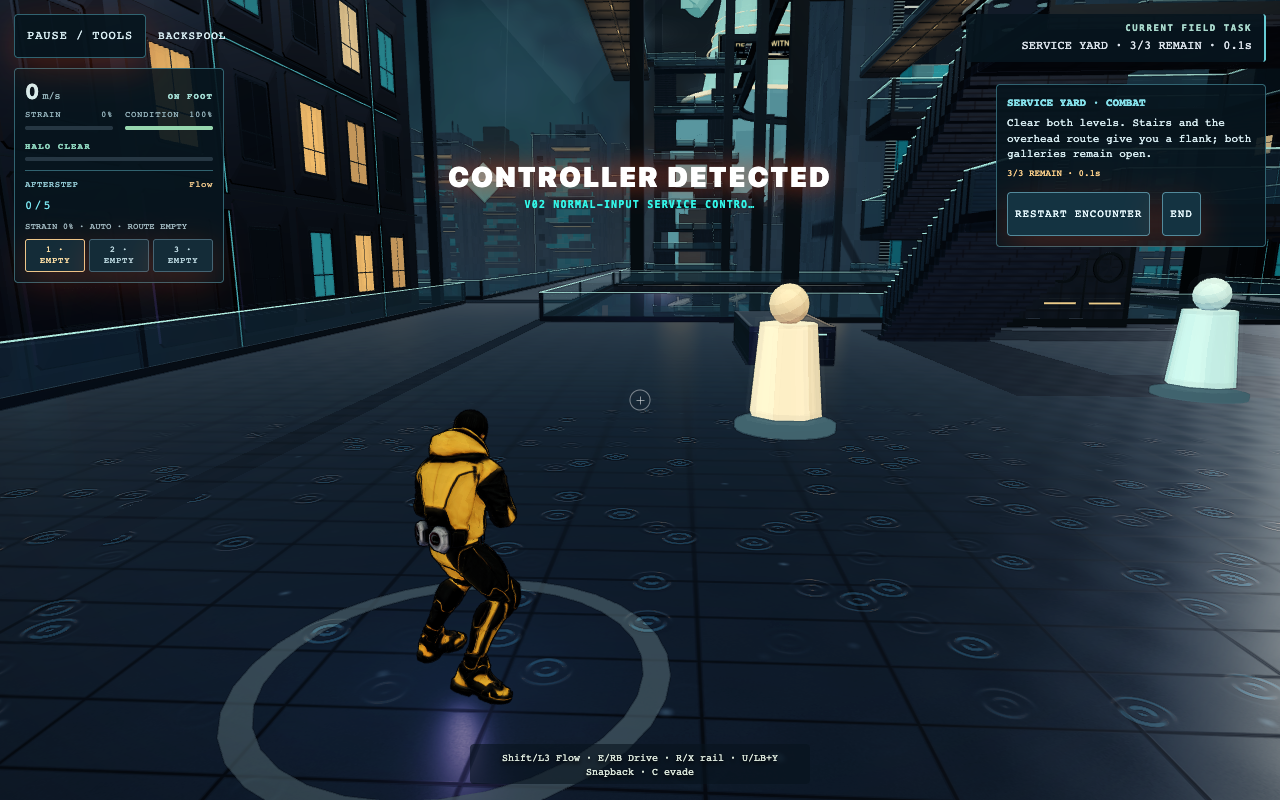 PAUSE / TOOLS
BACKSPOOL
0 m/s
ON FOOT
STRAIN 0%
CONDITION 100%
HALO CLEAR
AFTERSTEP Flow
0/5
STRAIN 0% · AUTO · ROUTE EMPTY
1 · EMPTY
2 · EMPTY
3 · EMPTY
CONTROLLER DETECTED
V02 NORMAL-INPUT SERVICE CONTRO…
CURRENT FIELD TASK
SERVICE YARD · 3/3 REMAIN · 0.1s
SERVICE YARD · COMBAT
Clear both levels. Stairs and the
overhead route give you a flank; both
galleries remain open.
3/3 REMAIN · 0.1s
RESTART ENCOUNTER
END
Shift/L3 Flow · E/RB Drive · R/X rail · U/LB+Y
Snapback · C evade